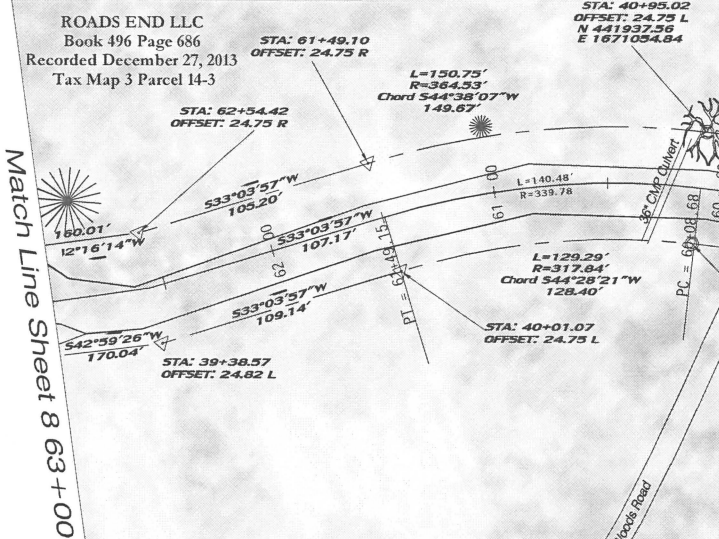 ROADS END LLC
Book 496 Page 686
Recorded December 27, 2013
Tax Map 3 Parcel 14-3
STA: 61+49.10
OFFSET: 24.75 R
STA: 40+95.02
OFFSET: 24.75 L
N 441937.56
E 1671054.84
L=150.75'
R=364.53'
Chord S44°38'07"W
149.67'
STA: 62+54.42
OFFSET: 24.75 R
S33°03'57"W
105.20'
36" CMP Culvert
L=140.48'
R=339.78
00
61
160.01'
12°16'14"W
00
62
S33°03'57"W
107.17'
S33°03'57"W
109.14'
L=129.29'
R=317.84'
Chord S44°28'21"W
128.40'
S42°59'26"W
170.04'
STA: 39+38.57
OFFSET: 24.82 L
STA: 40+01.07
OFFSET: 24.75 L
Match Line Sheet 8 63+00
Woods Road